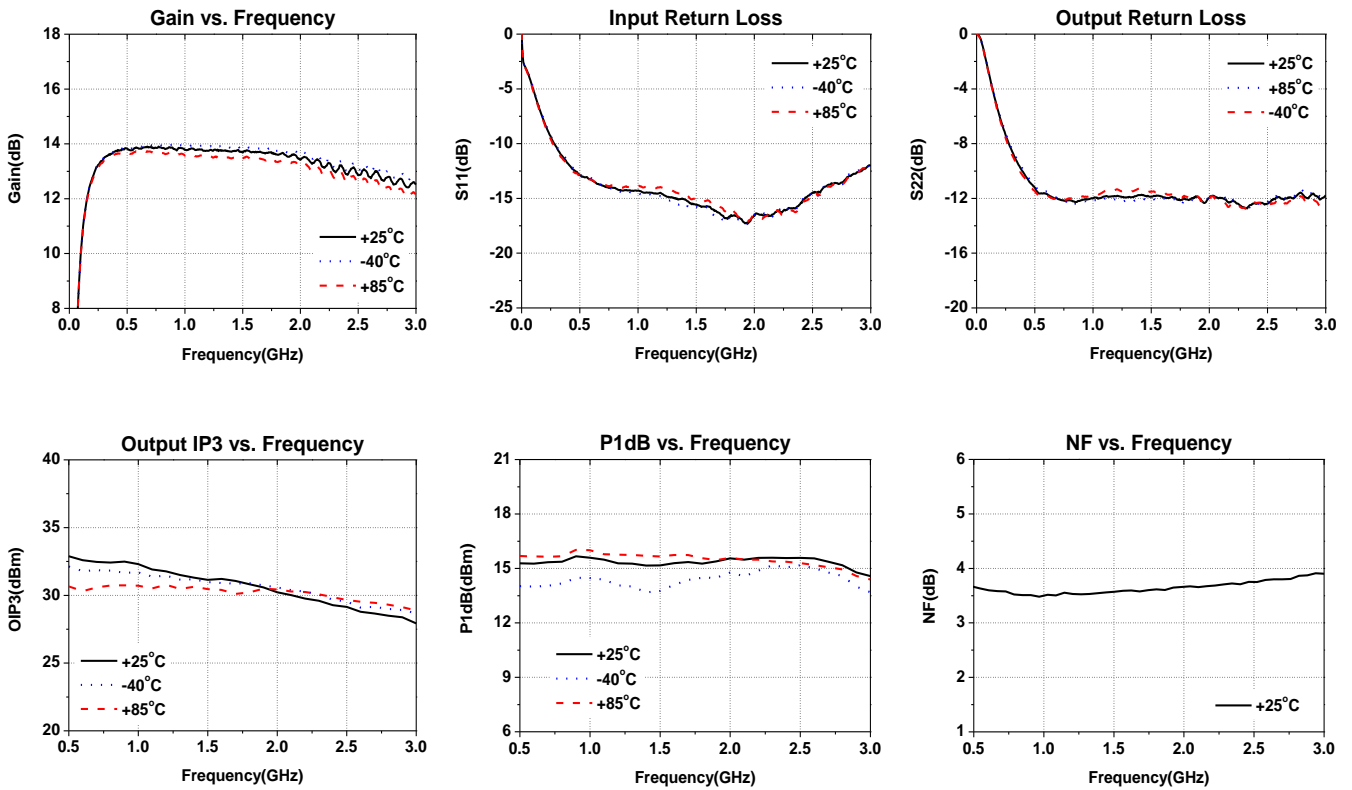 Gain vs. Frequency
18
16
14
12
10
8
Gain(dB)
+25°C
-40°C
+85°C
0.0 0.5 1.0 1.5 2.0 2.5 3.0
Frequency(GHz)
Input Return Loss
0
-5
-10
-15
-20
-25
S11(dB)
+25°C
-40°C
+85°C
0.0 0.5 1.0 1.5 2.0 2.5 3.0
Frequency(GHz)
Output Return Loss
0
-4
-8
-12
-16
-20
S22(dB)
+25°C
+85°C
-40°C
0.0 0.5 1.0 1.5 2.0 2.5 3.0
Frequency(GHz)
Output IP3 vs. Frequency
40
35
30
25
20
OIP3(dBm)
+25°C
-40°C
+85°C
0.5 1.0 1.5 2.0 2.5 3.0
Frequency(GHz)
P1dB vs. Frequency
21
18
15
12
9
6
P1dB(dBm)
+25°C
-40°C
+85°C
0.5 1.0 1.5 2.0 2.5 3.0
Frequency(GHz)
NF vs. Frequency
6
5
4
3
2
1
NF(dB)
+25°C
0.5 1.0 1.5 2.0 2.5 3.0
Frequency(GHz)